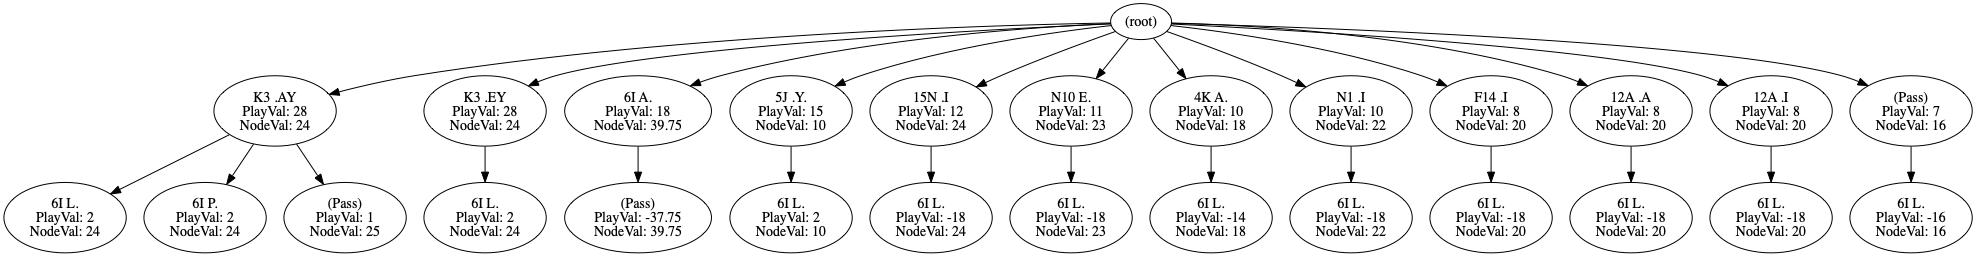 (root)
K3 .AY
PlayVal: 28
NodeVal: 24
K3 .EY
PlayVal: 28
NodeVal: 24
6I A.
PlayVal: 18
NodeVal: 39.75
5J .Y.
PlayVal: 15
NodeVal: 10
15N .I
PlayVal: 12
NodeVal: 24
N10 E.
PlayVal: 11
NodeVal: 23
4K A.
PlayVal: 10
NodeVal: 18
N1 .I
PlayVal: 10
NodeVal: 22
F14 .I
PlayVal: 8
NodeVal: 20
12A .A
PlayVal: 8
NodeVal: 20
12A .I
PlayVal: 8
NodeVal: 20
(Pass)
PlayVal: 7
NodeVal: 16
6I L.
PlayVal: 2
NodeVal: 24
6I P.
PlayVal: 2
NodeVal: 24
(Pass)
PlayVal: 1
NodeVal: 25
6I L.
PlayVal: 2
NodeVal: 24
(Pass)
PlayVal: -37.75
NodeVal: 39.75
6I L.
PlayVal: 2
NodeVal: 10
6I L.
PlayVal: -18
NodeVal: 24
6I L.
PlayVal: -18
NodeVal: 23
6I L.
PlayVal: -14
NodeVal: 18
6I L.
PlayVal: -18
NodeVal: 22
6I L.
PlayVal: -18
NodeVal: 20
6I L.
PlayVal: -18
NodeVal: 20
6I L.
PlayVal: -18
NodeVal: 20
6I L.
PlayVal: -16
NodeVal: 16